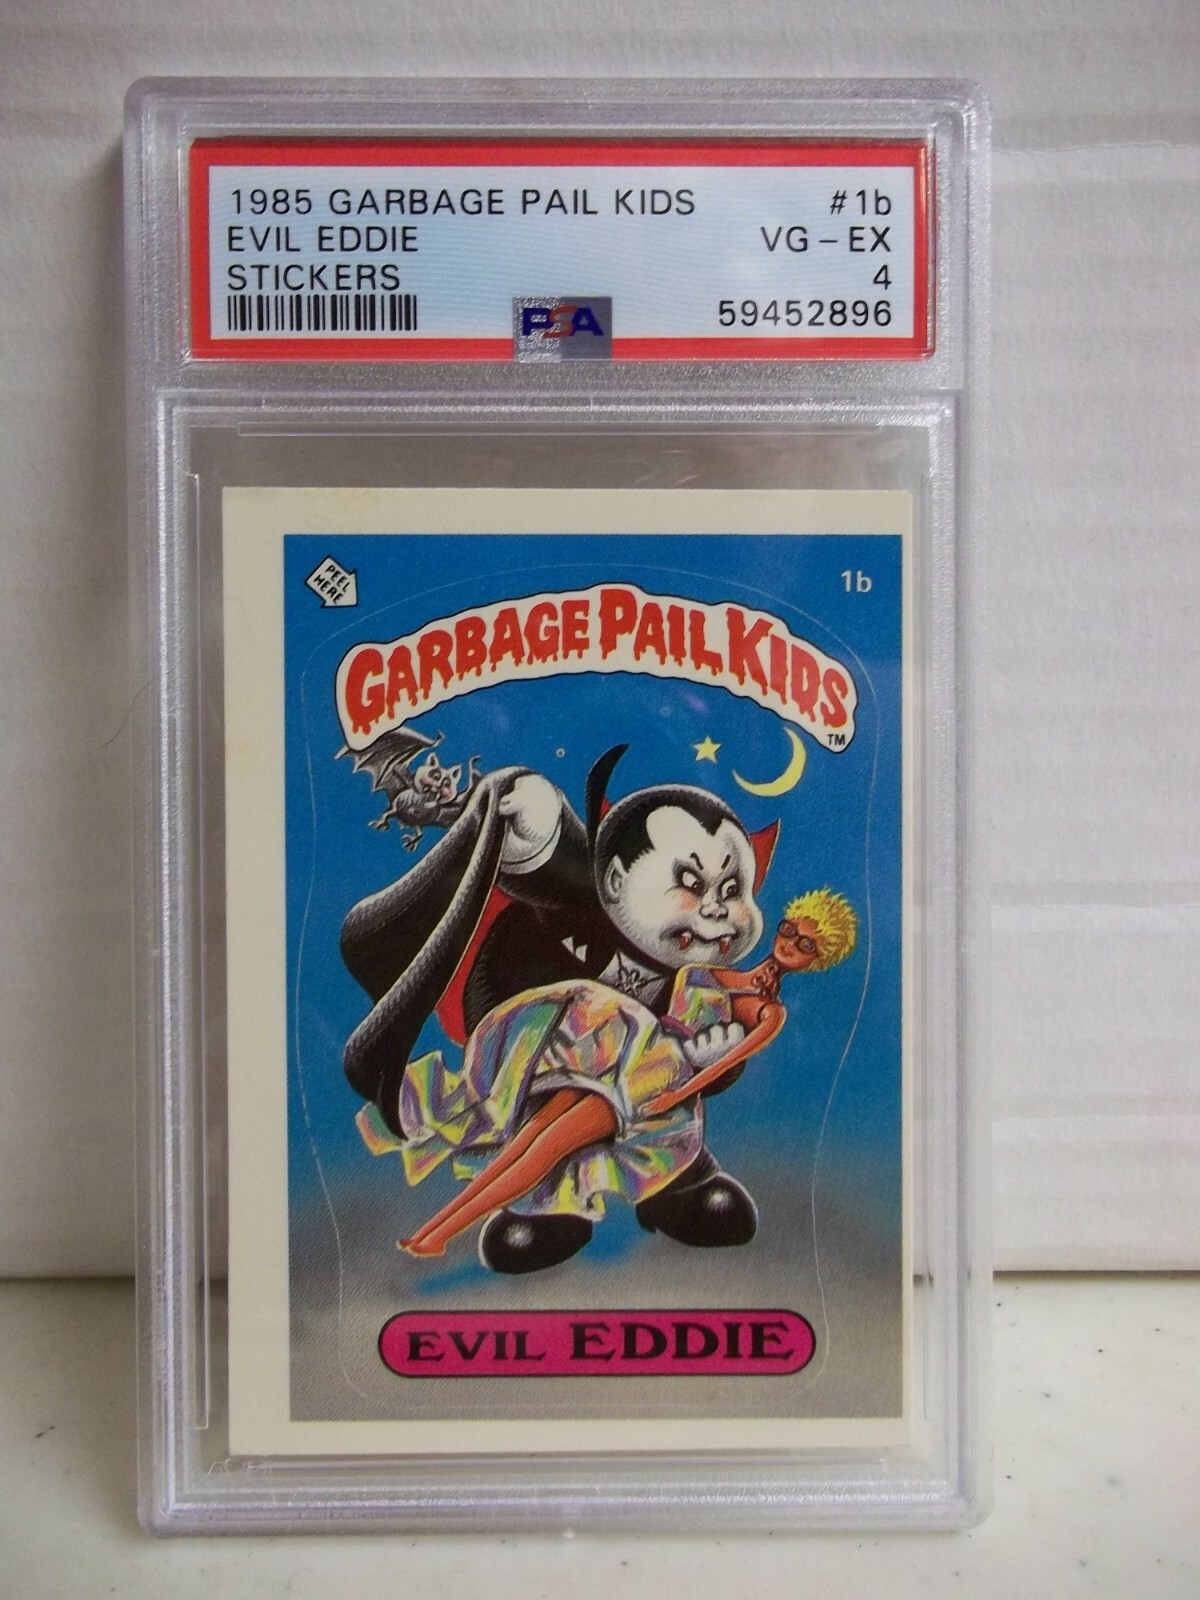 1985 GARBAGE PAIL KIDS #1b
EVIL EDDIE VG-EX
STICKERS 4
PSA 59452896
PEEL
HERE
1b
GARBAGE PAIL KIDS
TM
EVIL EDDIE